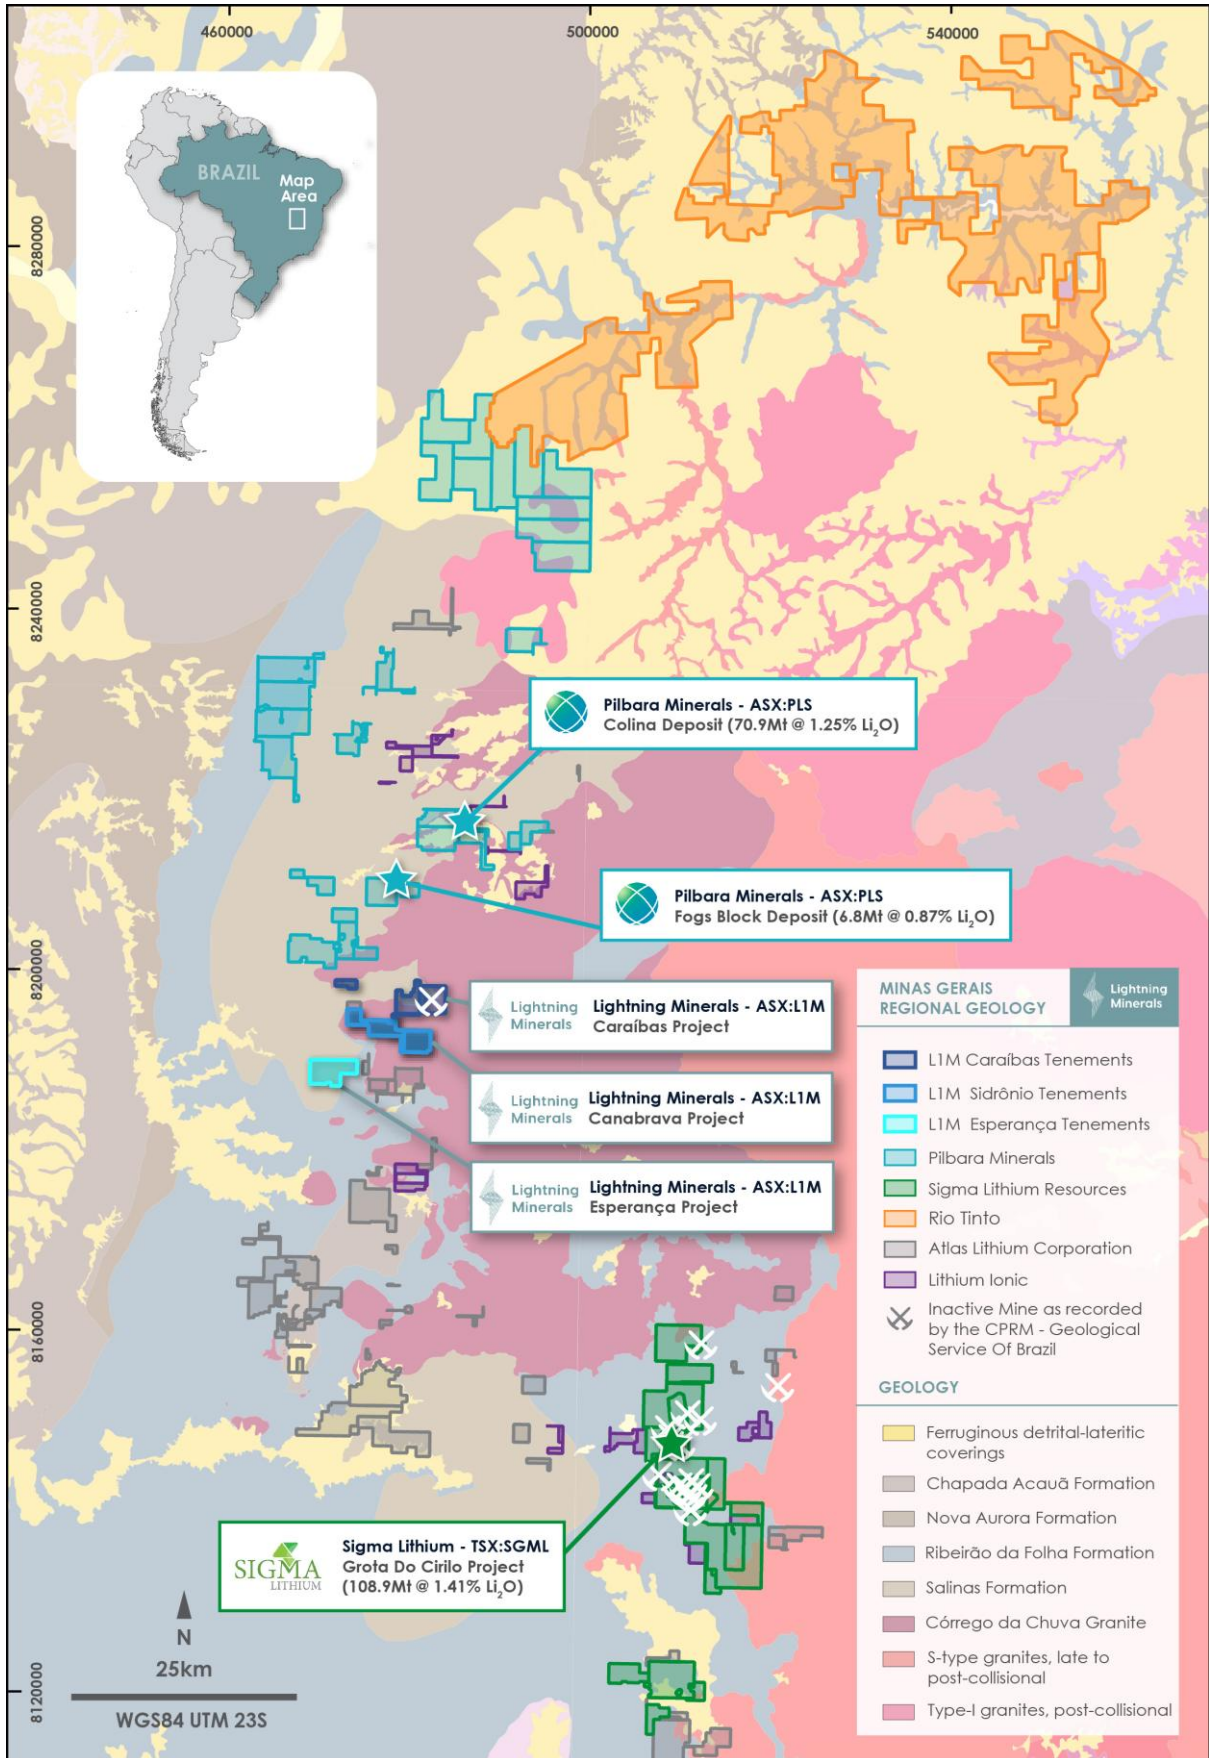 460000
500000
540000
BRAZIL
Map
Area
8280000
8240000
8200000
8160000
8120000
Pilbara Minerals - ASX:PLS
Colina Deposit (70.9Mt @ 1.25% Li₂O)
Pilbara Minerals - ASX:PLS
Fogs Block Deposit (6.8Mt @ 0.87% Li₂O)
Lightning
Minerals
Lightning Minerals - ASX:L1M
Caraíbas Project
Lightning
Minerals
Lightning Minerals - ASX:L1M
Canabrava Project
Lightning
Minerals
Lightning Minerals - ASX:L1M
Esperança Project
SIGMA
LITHIUM
Sigma Lithium - TSX:SGML
Grota Do Cirilo Project
(108.9Mt @ 1.41% Li₂O)
N
25km
WGS84 UTM 23S
MINAS GERAIS
REGIONAL GEOLOGY
Lightning
Minerals
L1M Caraíbas Tenements
L1M Sidrônio Tenements
L1M Esperança Tenements
Pilbara Minerals
Sigma Lithium Resources
Rio Tinto
Atlas Lithium Corporation
Lithium Ionic
Inactive Mine as recorded
by the CPRM - Geological
Service Of Brazil
GEOLOGY
Ferruginous detrital-lateritic
coverings
Chapada Acauã Formation
Nova Aurora Formation
Ribeirão da Folha Formation
Salinas Formation
Córrego da Chuva Granite
S-type granites, late to
post-collisional
Type-I granites, post-collisional